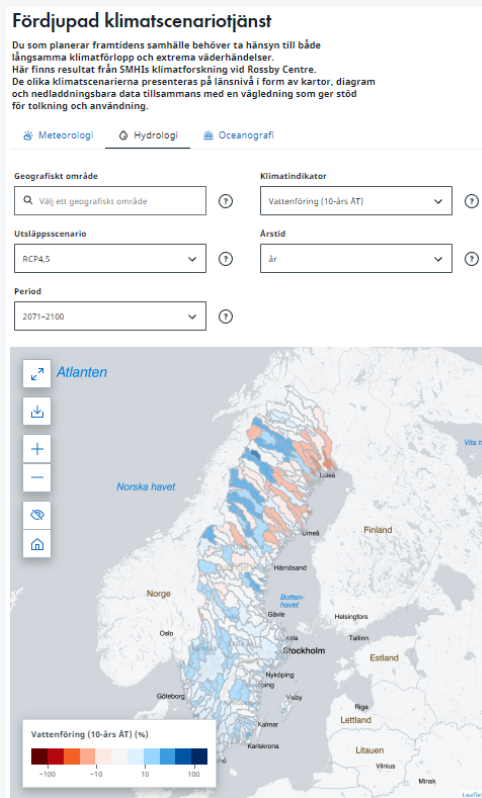 Fördjupad klimatscenariotjänst
Du som planerar framtidens samhälle behöver ta hänsyn till både
långsamma klimatförlopp och extrema väderhändelser.
Här finns resultat från SMHIs klimatforskning vid Rossby Centre.
De olika klimatscenarierna presenteras på länsnivå i form av kartor, diagram
och nedladdningsbara data tillsammans med en vägledning som ger stöd
för tolkning och användning.
Meteorologi Hydrologi Oceanografi
Geografiskt område Klimatindikator
Välj ett geografiskt område ? Vattenföring (10-års ÅT) ?
Utsläppsscenario Årstid
RCP4,5 ? år ?
Period
2071–2100 ?
Atlanten
Vita
Norska havet
Luleå
Umeå
Finland
Härnösand
Norge
Botten-
havet
Gävle
Helsingfors
Oslo
Tallinn
Stockholm
Estland
Nyköping
Göteborg
Visby
Riga
Kalmar
Lettland
Vattenföring (10-års ÅT) (%)
Karlskrona
Litauen
−100 −10 10 100
Vilnius
Minsk